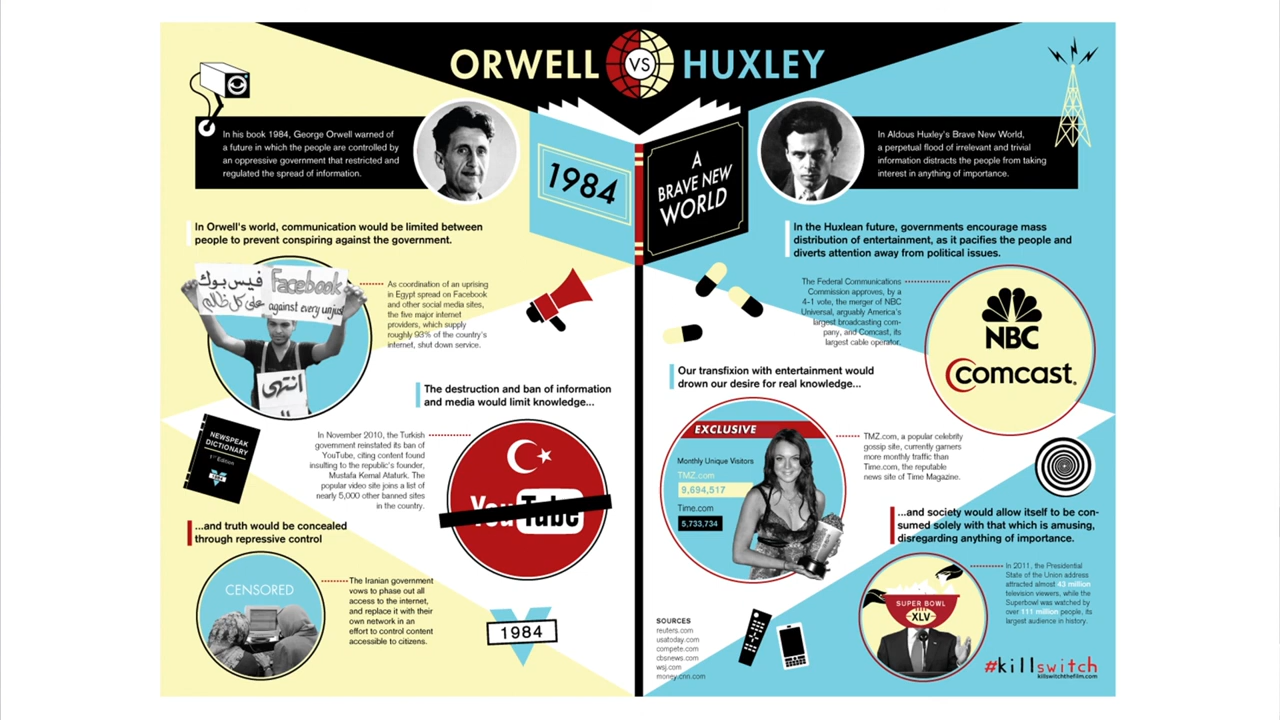 ORWELL VS HUXLEY
In his book 1984, George Orwell warned of
a future in which the people are controlled by
an oppressive government that restricted and
regulated the spread of information.
1984
A
BRAVE NEW
WORLD
In Aldous Huxley's Brave New World,
a perpetual flood of irrelevant and trivial
information distracts the people from taking
interest in anything of importance.
In Orwell's world, communication would be limited between
people to prevent conspiring against the government.
فيس بوك Facebook
على كل ظالم against every unjust
انتهى
As coordination of an uprising
in Egypt spread on Facebook
and other social media sites,
the five major internet
providers, which supply
roughly 93% of the country's
internet, shut down service.
The destruction and ban of information
and media would limit knowledge...
NEWSPEAK
DICTIONARY
1st Edition
1984
In November 2010, the Turkish
government reinstated its ban of
YouTube, citing content found
insulting to the republic's founder,
Mustafa Kemal Ataturk. The
popular video site joins a list of
nearly 5,000 other banned sites
in the country.
YouTube
...and truth would be concealed
through repressive control
CENSORED
The Iranian government
vows to phase out all
access to the internet,
and replace it with their
own network in an
effort to control content
accessible to citizens.
1984
In the Huxlean future, governments encourage mass
distribution of entertainment, as it pacifies the people and
diverts attention away from political issues.
The Federal Communications
Commission approves, by a
4-1 vote, the merger of NBC
Universal, arguably America's
largest broadcasting com-
pany, and Comcast, its
largest cable operator.
NBC
Comcast.
Our transfixion with entertainment would
drown our desire for real knowledge...
EXCLUSIVE
Monthly Unique Visitors
TMZ.com
9,694,517
Time.com
5,733,734
TMZ.com, a popular celebrity
gossip site, currently garners
more monthly traffic than
Time.com, the reputable
news site of Time Magazine.
...and society would allow itself to be con-
sumed solely with that which is amusing,
disregarding anything of importance.
SUPER BOWL
XLV
In 2011, the Presidential
State of the Union address
attracted almost 43 million
television viewers, while the
Superbowl was watched by
over 111 million people, its
largest audience in history.
SOURCES
reuters.com
usatoday.com
compete.com
cbsnews.com
wsj.com
money.cnn.com
#killswitch
killswitchthefilm.com